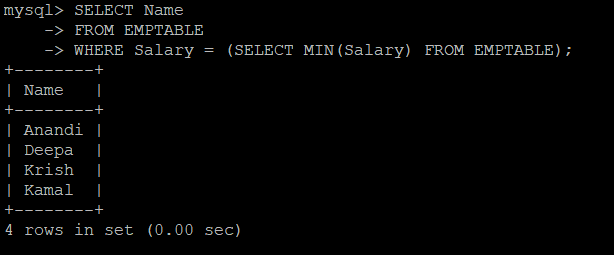 mysql> SELECT Name
    -> FROM EMPTABLE
    -> WHERE Salary = (SELECT MIN(Salary) FROM EMPTABLE);
+--------+
| Name   |
+--------+
| Anandi |
| Deepa  |
| Krish  |
| Kamal  |
+--------+
4 rows in set (0.00 sec)